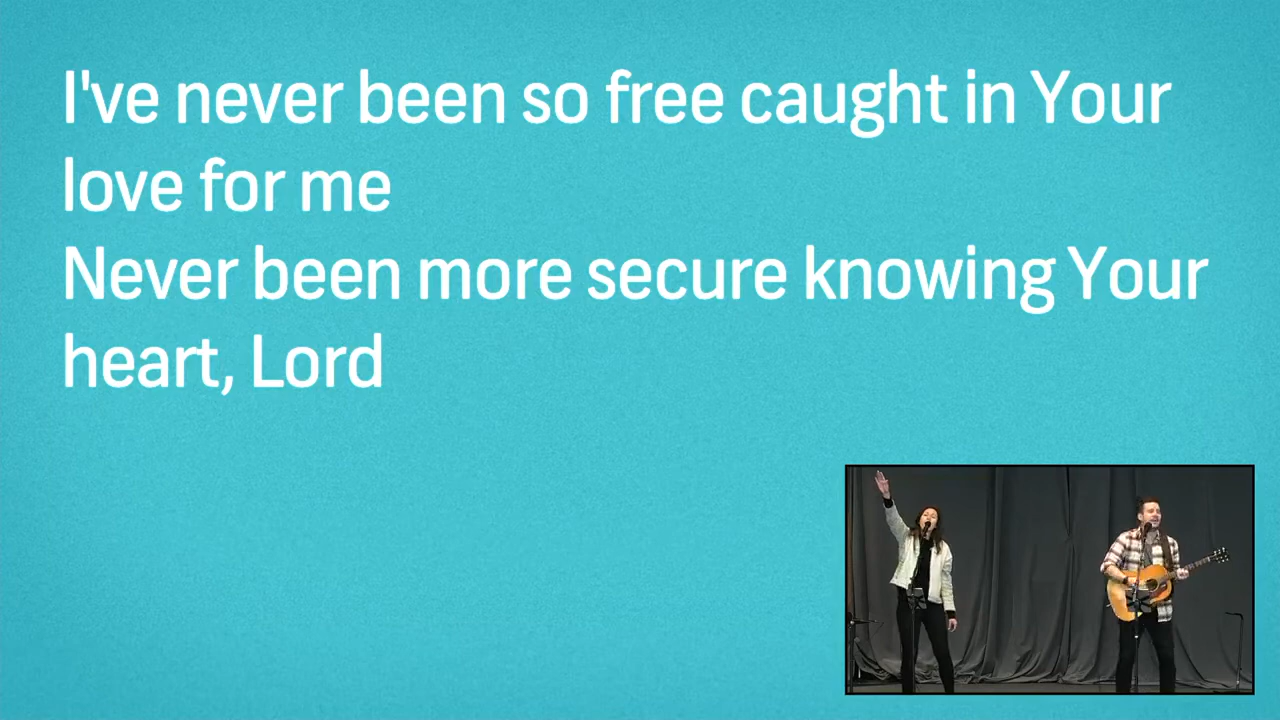 I've never been so free caught in Your
love for me
Never been more secure knowing Your
heart, Lord